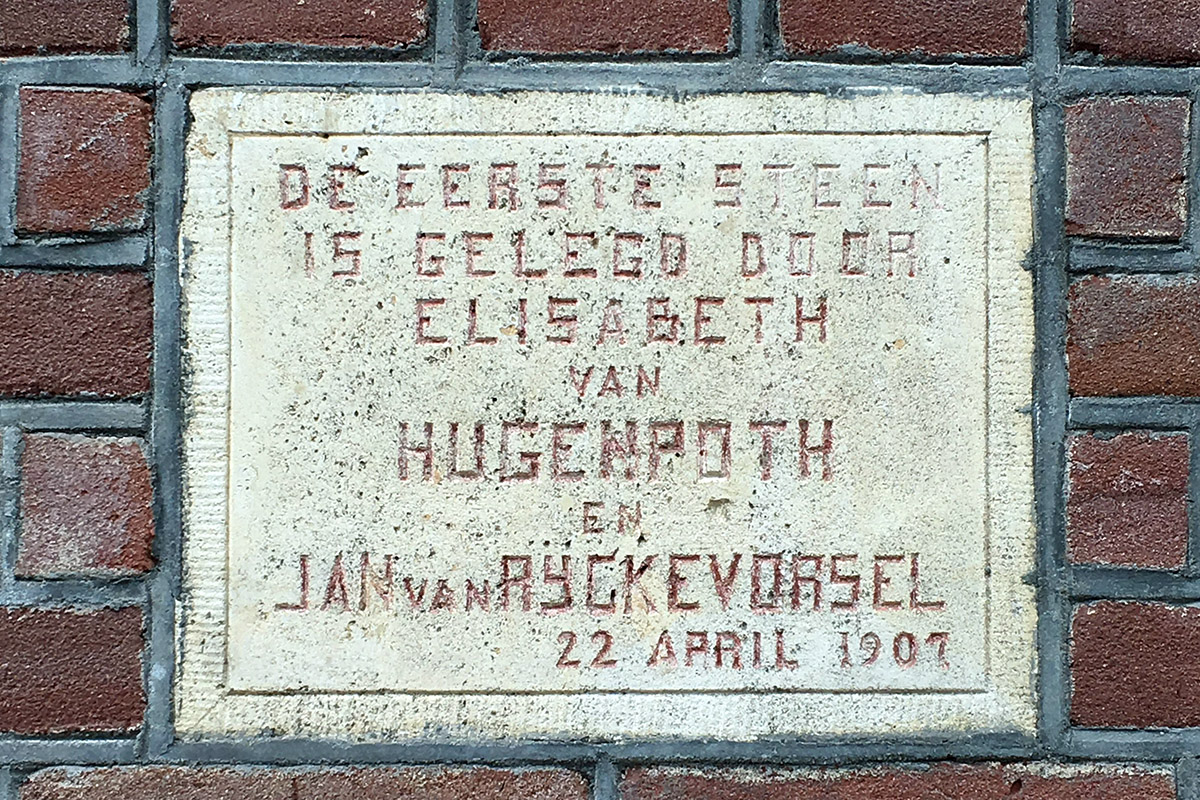 DE EERSTE STEEN
IS GELEGD DOOR
ELISABETH
VAN
HUGENPOTH
EN
JAN VAN RYCKEVORSEL
22 APRIL 1907